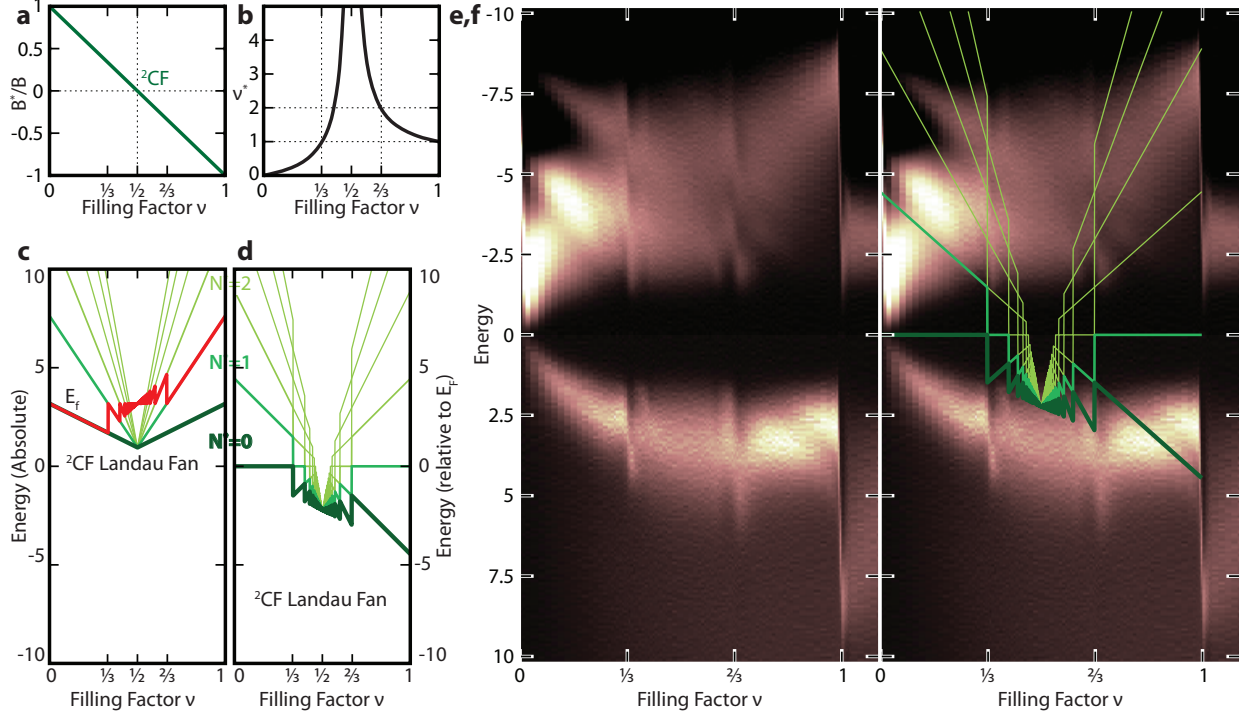 a
1
0.5
0
-0.5
-1
B*/B
²CF
0
⅓
½
⅔
1
Filling Factor ν
b
4
3
2
1
0
ν*
0
⅓
½
⅔
1
Filling Factor ν
c
10
5
0
-5
-10
Energy (Absolute)
E_f
²CF Landau Fan
0
⅓
½
⅔
1
Filling Factor ν
d
N*=2
N*=1
N*=0
10
5
0
-5
-10
Energy (relative to E_F)
²CF Landau Fan
0
⅓
½
⅔
1
Filling Factor ν
e,f
-10
-7.5
-5
-2.5
0
2.5
5
7.5
10
Energy
0
⅓
⅔
1
Filling Factor ν
0
⅓
⅔
1
Filling Factor ν